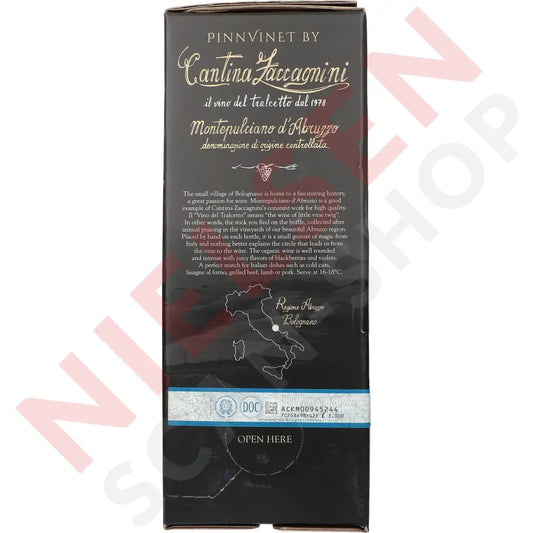 PINNVINET BY
Cantina Zaccagnini
il vino del tralcetto dal 1978
Montepulciano d'Abruzzo
denominazione di origine controllata
The small village of Bolognano is home to a fascinating history,
a great passion for wine. Montepulciano d'Abruzzo is a good
example of Cantina Zaccagnini's constant work for high quality
Il "Vino del Tralcetto" means "the wine of little vine twig".
In other words, the stick you find on the bottle, collected after
annual pruning in the vineyards of our beautiful Abruzzo region.
Placed by hand on each bottle, it is a small gesture of magic from
Italy and nothing better explains the circle that leads us from
the vine to the wine. The organic wine is well rounded
and intense with juicy flavors of blackberries and violets.
A perfect match for Italian dishes such as cold cuts,
lasagne al forno, grilled beef, lamb or pork. Serve at 16-18°C.
Regione Abruzzo
Bolognano
DOC
ACKM00945244
ℓ 3,000
OPEN HERE
NIELSEN
SCAN SHOP